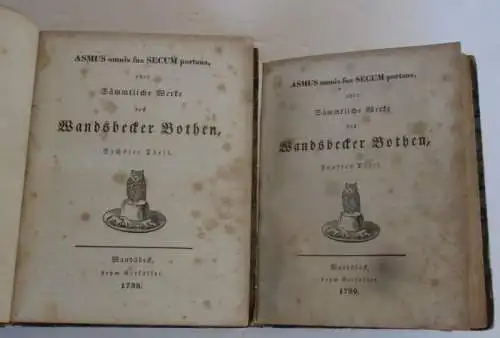 ASMUS omnia sua SECUM portans,
oder
Sämmtliche Werke
des
Wandsbecker Bothen,
Sechster Theil.
Wandsbeck,
beym Verfasser.
1798.
ASMUS omnia sua SECUM portans,
oder
Sämmtliche Werke
des
Wandsbecker Bothen,
Theil.
Wandsbeck,
beym Verfasser.